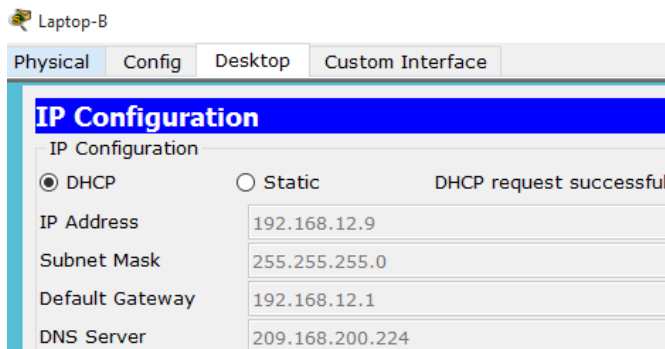 Laptop-B
Physical Config Desktop Custom Interface
IP Configuration
IP Configuration
DHCP Static DHCP request successful
IP Address 192.168.12.9
Subnet Mask 255.255.255.0
Default Gateway 192.168.12.1
DNS Server 209.168.200.224